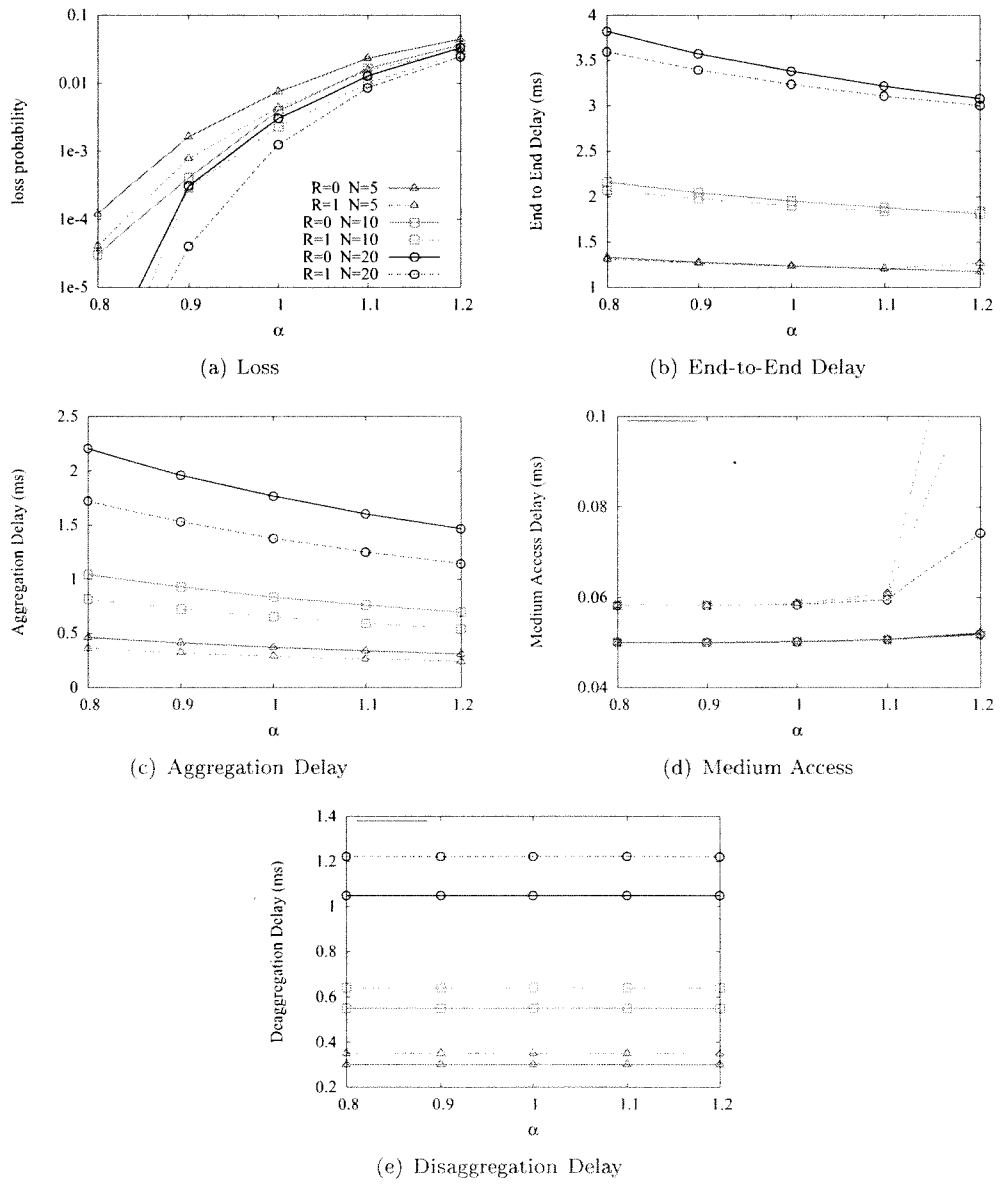 0.1
0.01
1e-3
1e-4
1e-5
loss probability
R=0 N=5
R=1 N=5
R=0 N=10
R=1 N=10
R=0 N=20
R=1 N=20
0.8 0.9 1 1.1 1.2
α
(a) Loss
4
3.5
3
2.5
2
1.5
1
End to End Delay (ms)
0.8 0.9 1 1.1 1.2
α
(b) End-to-End Delay
2.5
2
1.5
1
0.5
0
Aggregation Delay (ms)
0.8 0.9 1 1.1 1.2
α
(c) Aggregation Delay
0.1
0.08
0.06
0.04
Medium Access Delay (ms)
0.8 0.9 1 1.1 1.2
α
(d) Medium Access
1.4
1.2
1
0.8
0.6
0.4
0.2
Deaggregation Delay (ms)
0.8 0.9 1 1.1 1.2
α
(e) Disaggregation Delay